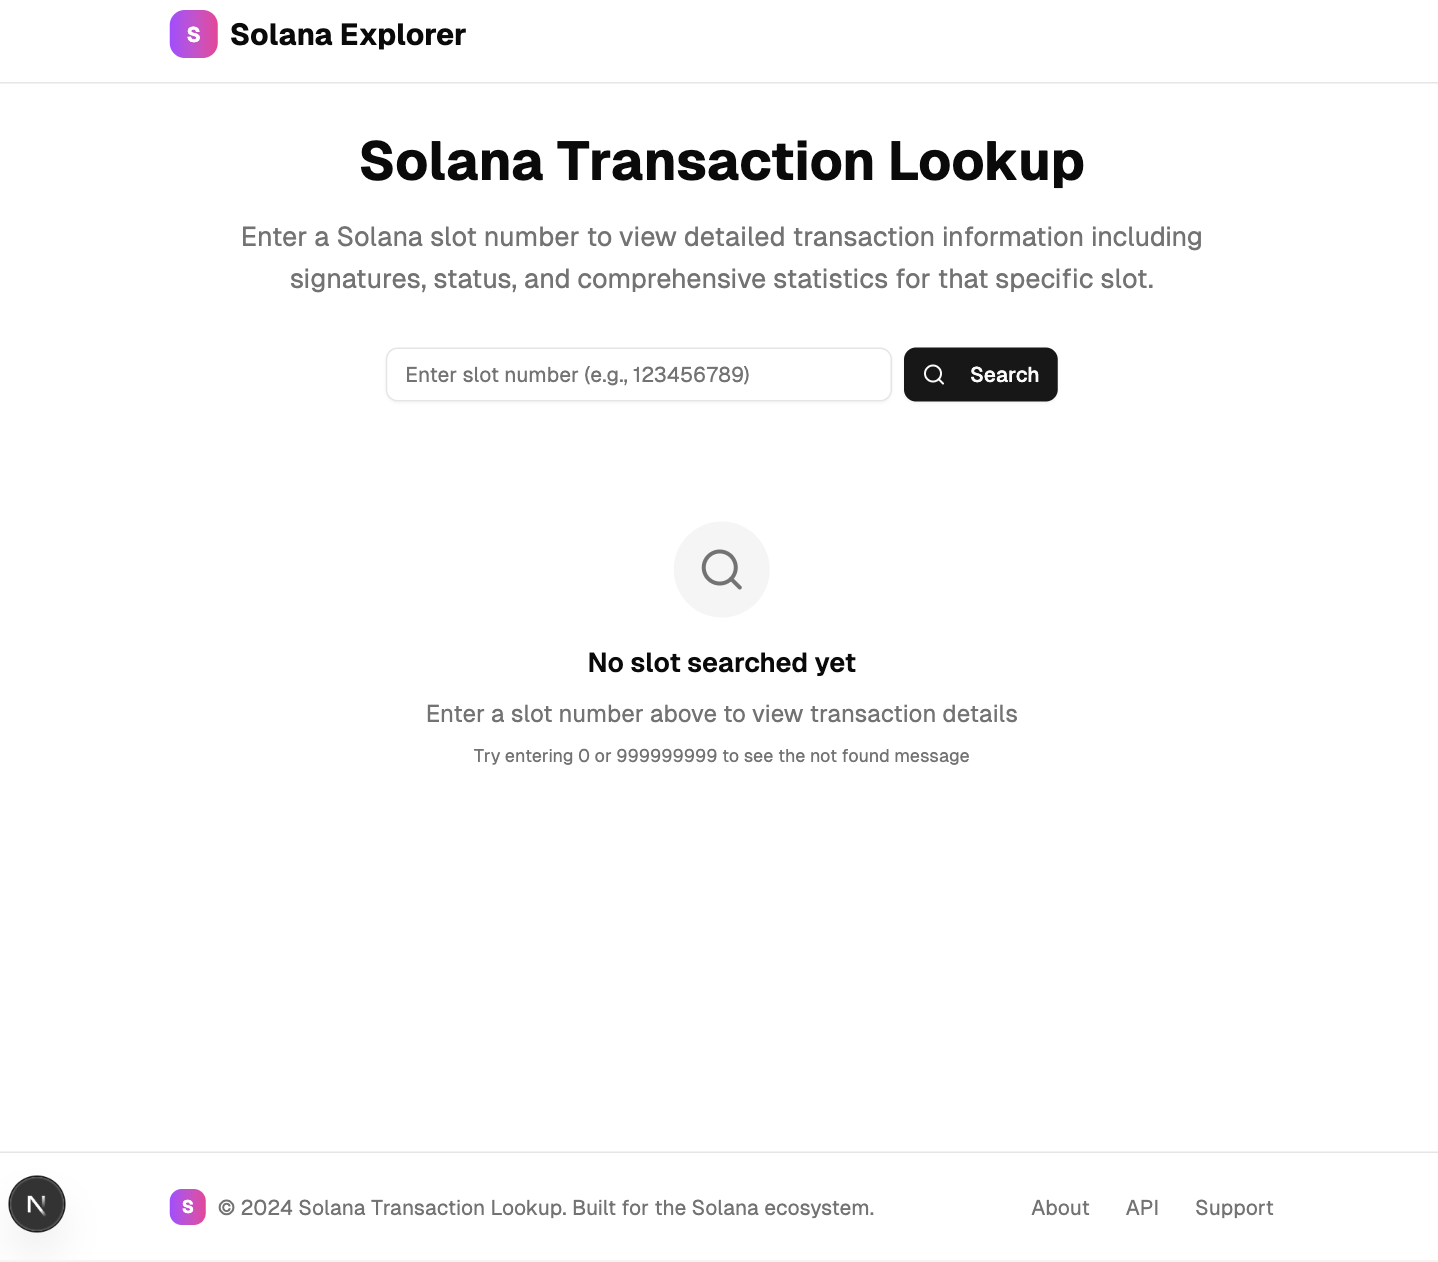 S Solana Explorer
Solana Transaction Lookup
Enter a Solana slot number to view detailed transaction information including
signatures, status, and comprehensive statistics for that specific slot.
Enter slot number (e.g., 123456789) Search
No slot searched yet
Enter a slot number above to view transaction details
Try entering 0 or 999999999 to see the not found message
N S © 2024 Solana Transaction Lookup. Built for the Solana ecosystem. About API Support